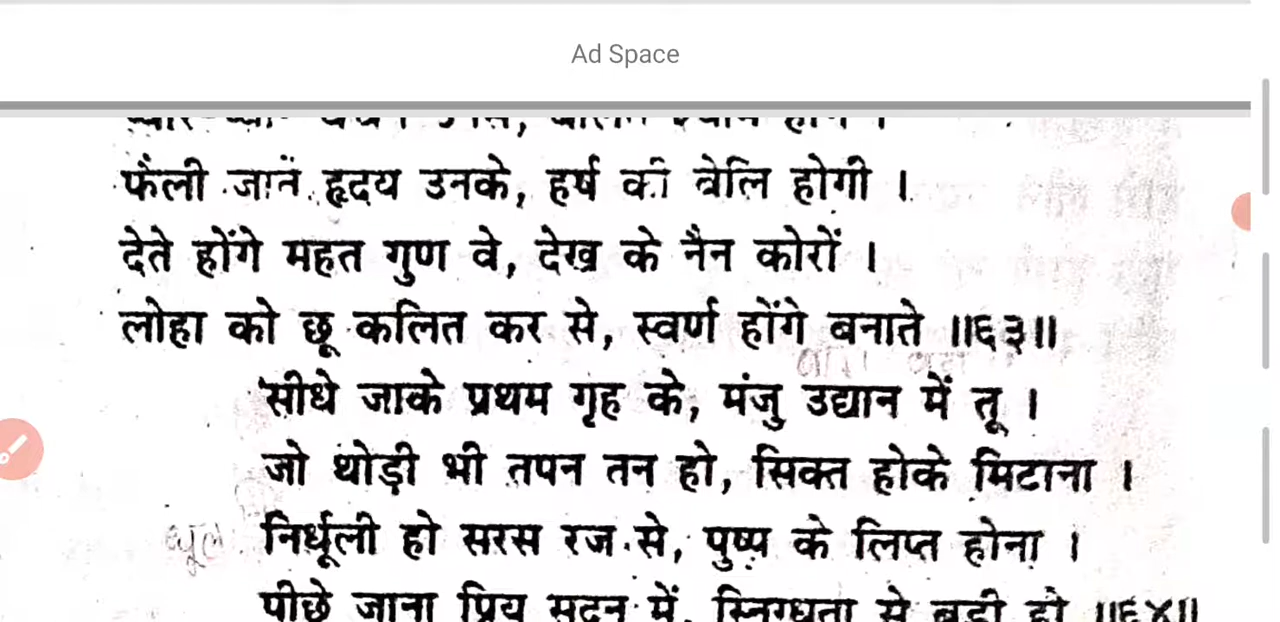 Ad Space
फैली जाने हृदय उनके, हर्ष की वेलि होगी ।
देते होंगे महत गुण वे, देख के नैन कोरों ।
लोहा को छू कलित कर से, स्वर्ण होंगे बनाते ॥६३॥
सीधे जाके प्रथम गृह के, मंजु उद्यान में तू ।
जो थोड़ी भी तपन तन हो, सिक्त होके मिटाना ।
धूल
निर्धूली हो सरस रज से, पुष्प के लिप्त होना ।
पीछे जाना प्रिय सदन में, स्निग्धता से बड़ी हो ॥६४॥